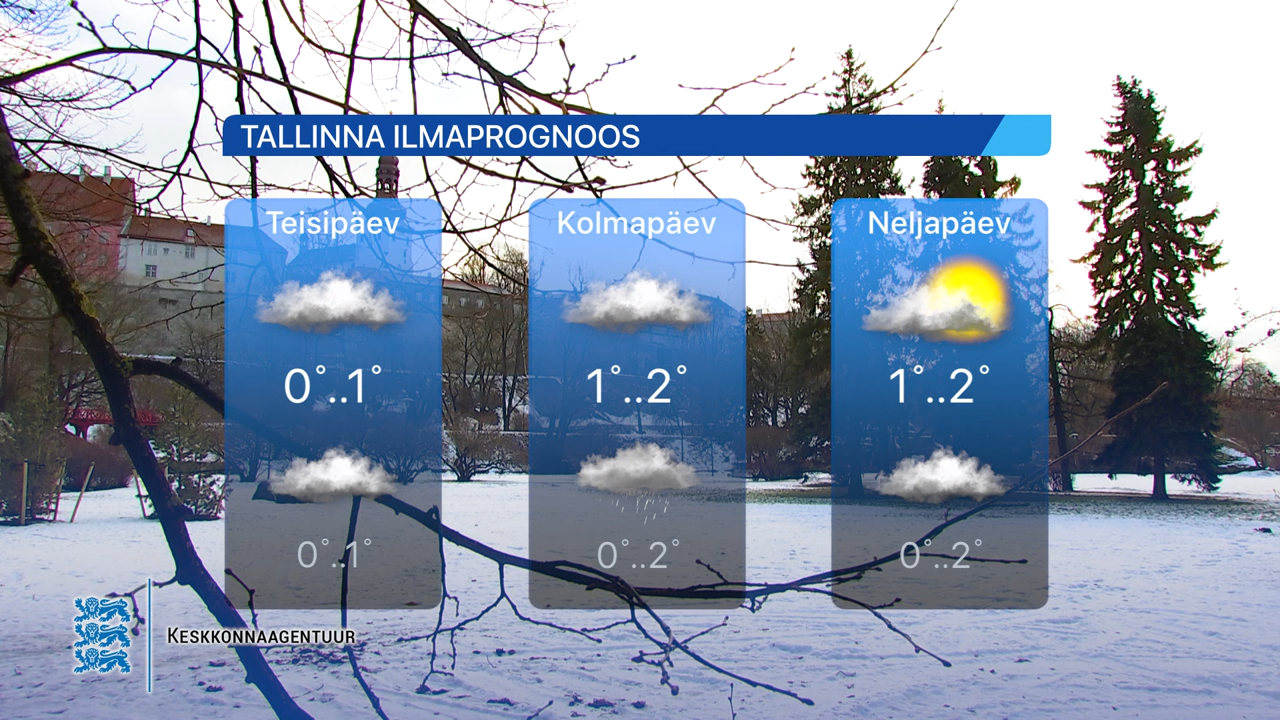 TALLINNA ILMAPROGNOOS
Teisipäev
0°..1°
0°..1°
Kolmapäev
1°..2°
0°..2°
Neljapäev
1°..2°
0°..2°
KESKKONNAAGENTUUR